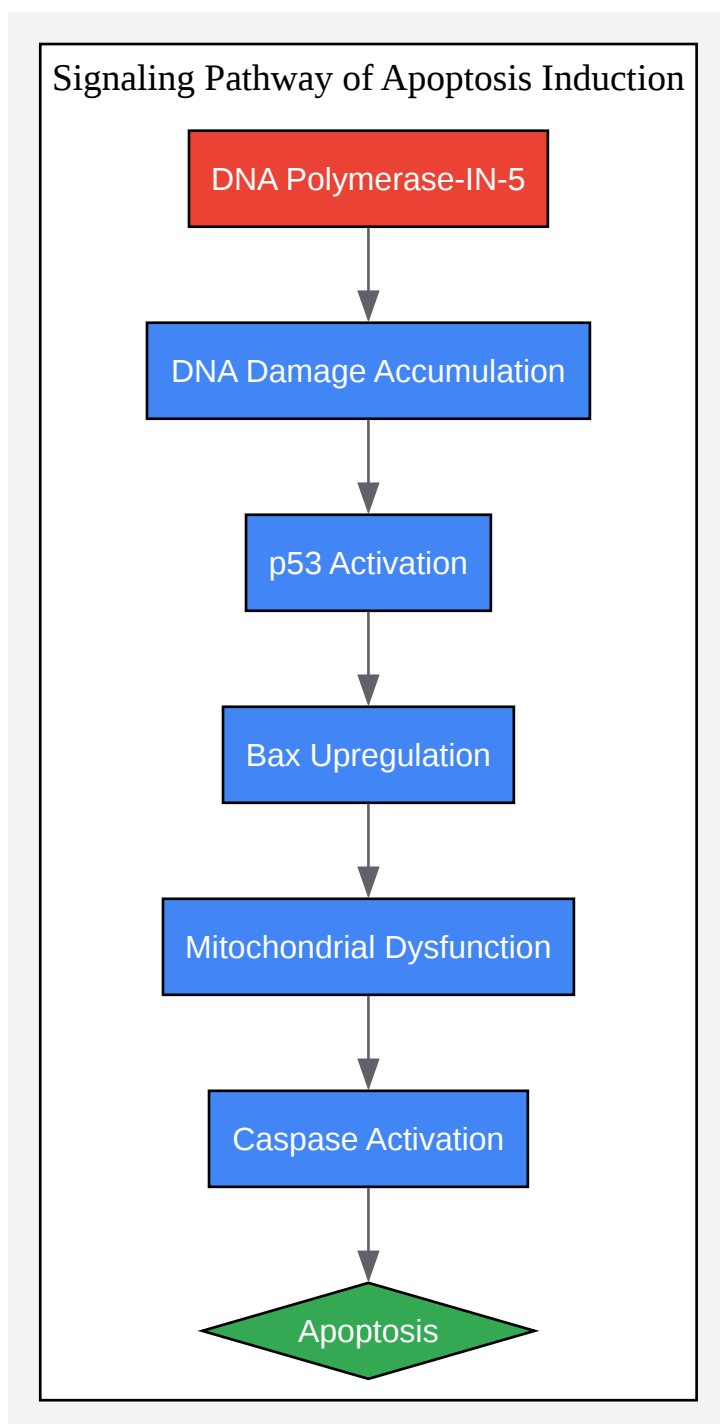 Signaling Pathway of Apoptosis Induction
DNA Polymerase-IN-5
DNA Damage Accumulation
p53 Activation
Bax Upregulation
Mitochondrial Dysfunction
Caspase Activation
Apoptosis